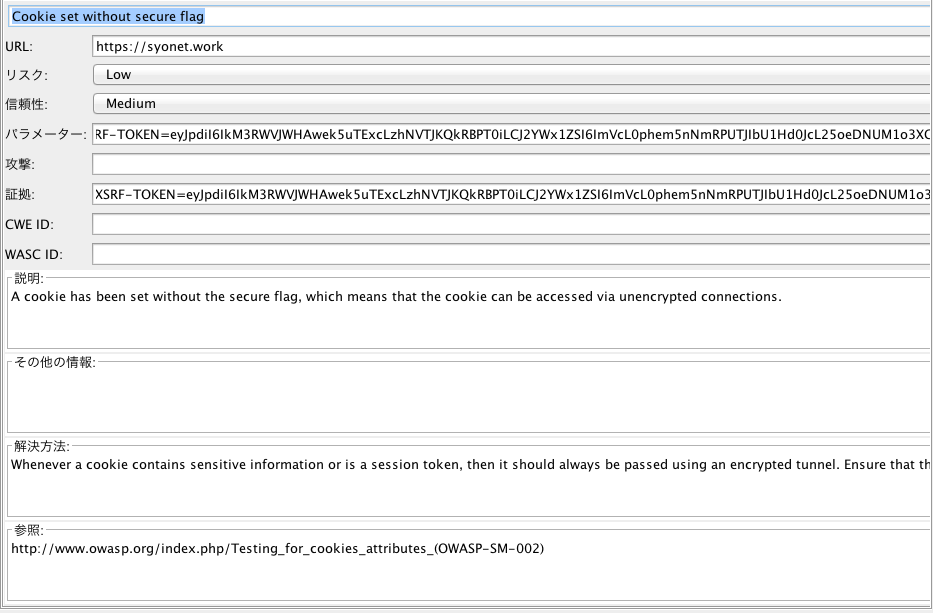 Cookie set without secure flag
URL: https://syonet.work
リスク: Low
信頼性: Medium
パラメーター: RF-TOKEN=eyJpdiI6IkM3RWVJWHAwek5uTExcLzhNVTJKQkRBPT0iLCJ2YWx1ZSI6ImVcL0phem5nNmRPUTJIbU1Hd0JcL25oeDNUM1o3XC
攻撃:
証拠: XSRF-TOKEN=eyJpdiI6IkM3RWVJWHAwek5uTExcLzhNVTJKQkRBPT0iLCJ2YWx1ZSI6ImVcL0phem5nNmRPUTJIbU1Hd0JcL25oeDNUM1o3
CWE ID:
WASC ID:
説明:
A cookie has been set without the secure flag, which means that the cookie can be accessed via unencrypted connections.
その他の情報:
解決方法:
Whenever a cookie contains sensitive information or is a session token, then it should always be passed using an encrypted tunnel. Ensure that th
参照:
http://www.owasp.org/index.php/Testing_for_cookies_attributes_(OWASP-SM-002)